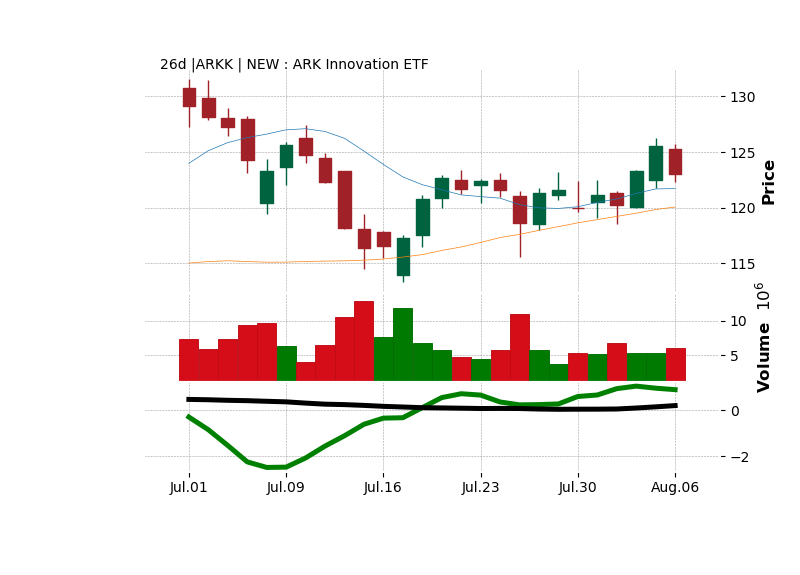 26d |ARKK | NEW : ARK Innovation ETF
130
125
120
115
Price
10
5
Volume 10^6
0
−2
Jul.01 Jul.09 Jul.16 Jul.23 Jul.30 Aug.06